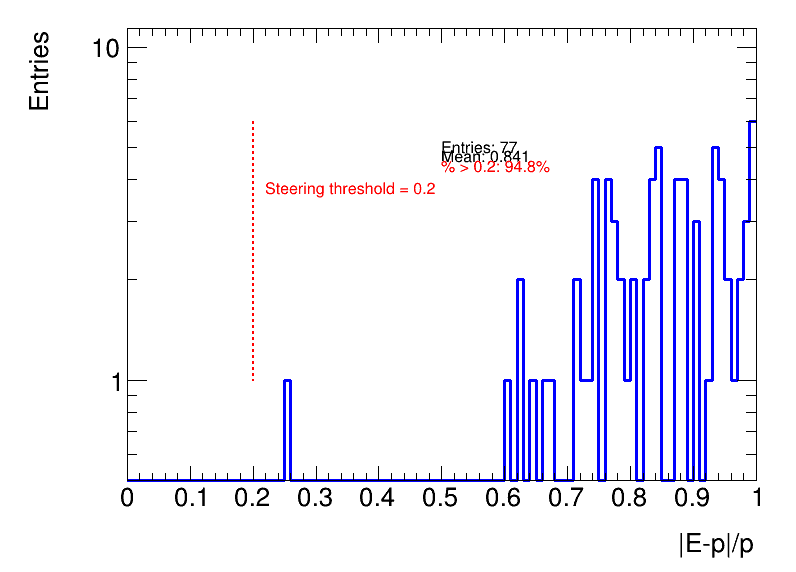 Entries
10
1
Entries: 77
Mean: 0.841
% > 0.2: 94.8%
Steering threshold = 0.2
0 0.1 0.2 0.3 0.4 0.5 0.6 0.7 0.8 0.9 1
|E-p|/p